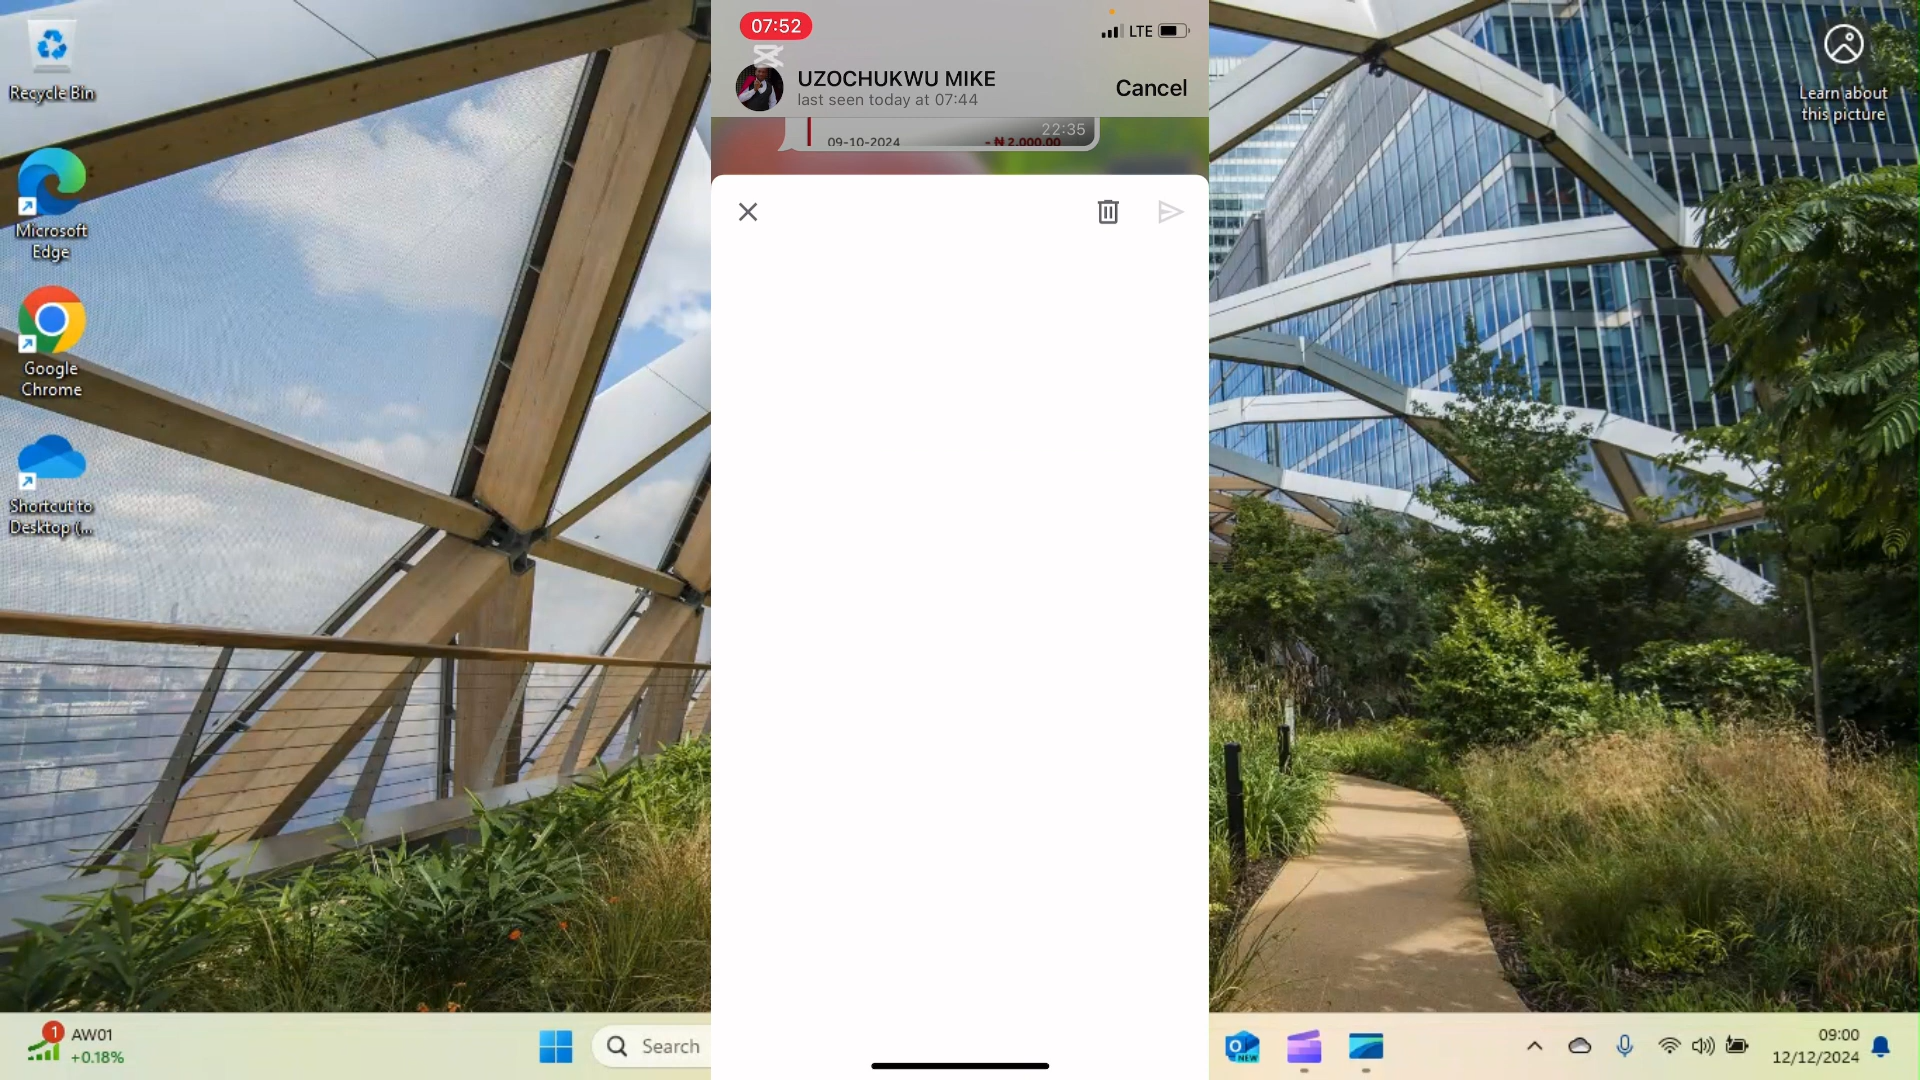 Recycle Bin
Microsoft
Edge
Google
Chrome
Shortcut to
Desktop (...
07:52
LTE
UZOCHUKWU MIKE
last seen today at 07:44
Cancel
22:35
09-10-2024
- ₦ 2,000.00
Learn about
this picture
1
AW01
+0.18%
Search
NEW
09:00
12/12/2024